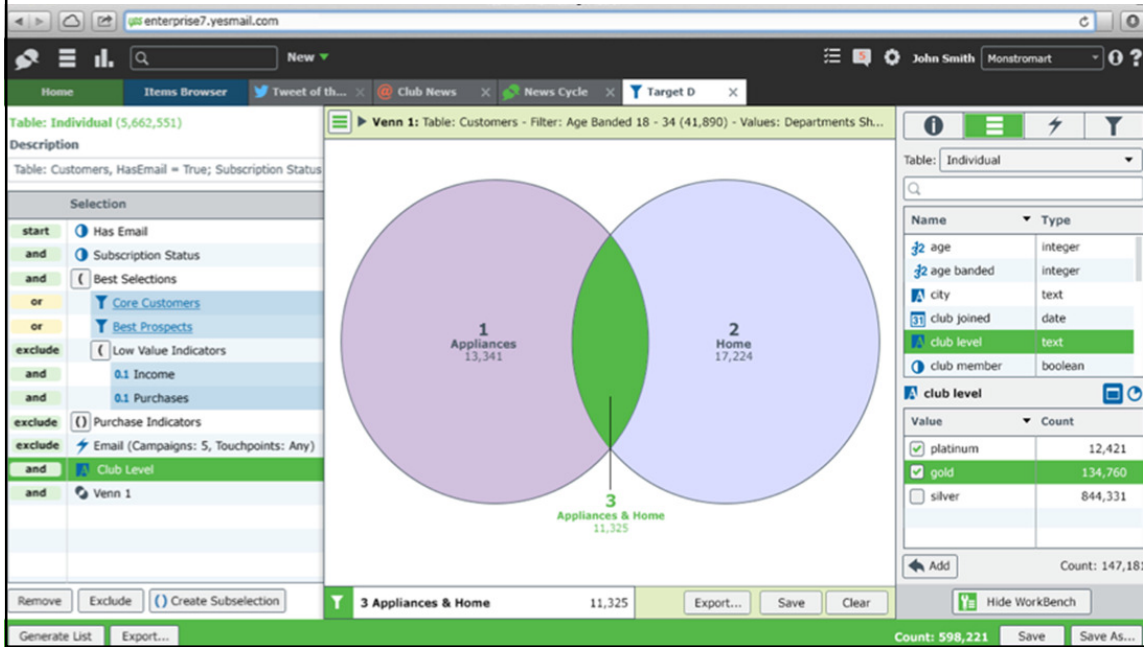 enterprise7.yesmail.com
New
5
John Smith
Monstromart
Home
Items Browser
Tweet of th...
Club News
News Cycle
Target D
Table: Individual (5,662,551)
Description
Table: Customers, HasEmail = True; Subscription Status
Selection
start Has Email
and Subscription Status
and ( Best Selections
or Core Customers
or Best Prospects
exclude ( Low Value Indicators
and 0.1 Income
and 0.1 Purchases
exclude () Purchase Indicators
exclude Email (Campaigns: 5, Touchpoints: Any)
and A Club Level
and Venn 1
Remove
Exclude
() Create Subselection
Generate List
Export...
Venn 1: Table: Customers - Filter: Age Banded 18 - 34 (41,890) - Values: Departments Sh...
1
Appliances
13,341
2
Home
17,224
3
Appliances & Home
11,325
3 Appliances & Home 11,325
Export...
Save
Clear
Table: Individual
Name Type
age integer
age banded integer
A city text
31 club joined date
A club level text
club member boolean
A club level
Value Count
platinum 12,421
gold 134,760
silver 844,331
Add
Count: 147,181
Hide WorkBench
Count: 598,221
Save
Save As...